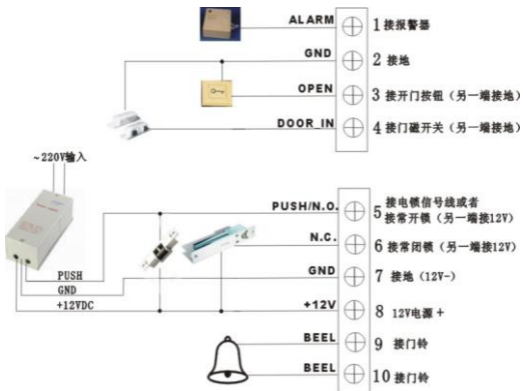 ALARM 1 接报警器
GND 2 接地
OPEN 3 接开门按钮（另一端接地）
DOOR_IN 4 接门磁开关（另一端接地）
~220V输入
PUSH/N.O. 5 接电锁信号线或者
接常开锁（另一端接12V）
N.C. 6 接常闭锁（另一端接12V）
PUSH
GND
+12VDC
GND 7 接地（12V-）
+12V 8 12V电源 +
BEEL 9 接门铃
BEEL 10 接门铃